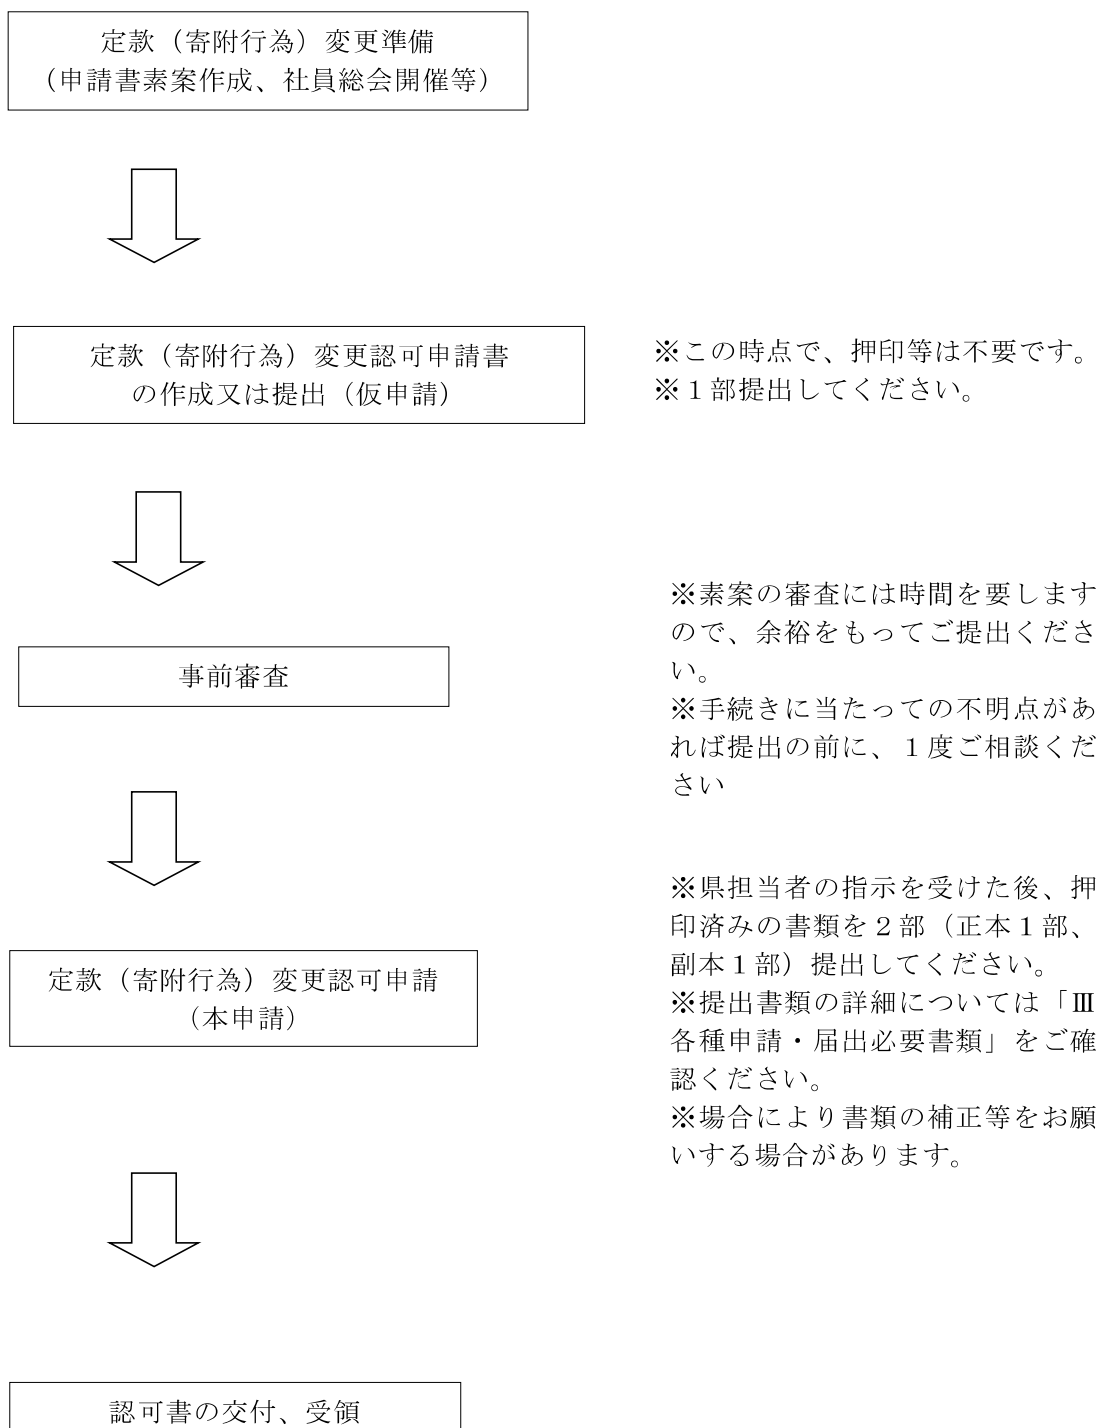 定款（寄附行為）変更準備
（申請書素案作成、社員総会開催等）
定款（寄附行為）変更認可申請書
の作成又は提出（仮申請）
※この時点で、押印等は不要です。
※１部提出してください。
事前審査
※素案の審査には時間を要します
ので、余裕をもってご提出くださ
い。
※手続きに当たっての不明点があ
れば提出の前に、１度ご相談くだ
さい
定款（寄附行為）変更認可申請
（本申請）
※県担当者の指示を受けた後、押
印済みの書類を２部（正本１部、
副本１部）提出してください。
※提出書類の詳細については「Ⅲ
各種申請・届出必要書類」をご確
認ください。
※場合により書類の補正等をお願
いする場合があります。
認可書の交付、受領